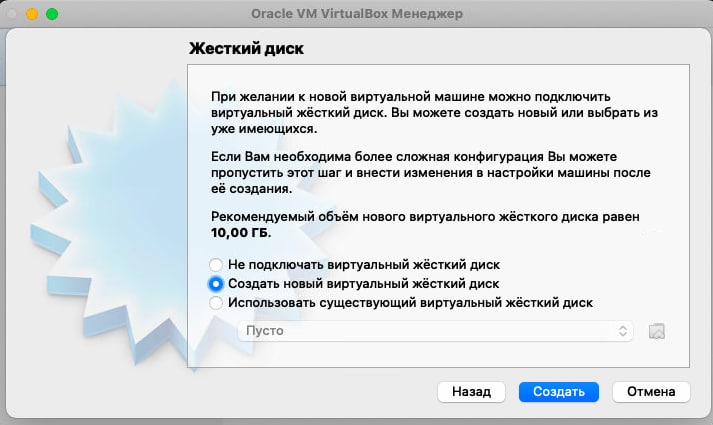 Oracle VM VirtualBox Менеджер
Жесткий диск
При желании к новой виртуальной машине можно подключить
виртуальный жёсткий диск. Вы можете создать новый или выбрать из
уже имеющихся.
Если Вам необходима более сложная конфигурация Вы можете
пропустить этот шаг и внести изменения в настройки машины после
её создания.
Рекомендуемый объём нового виртуального жёсткого диска равен
10,00 ГБ.
Не подключать виртуальный жёсткий диск
Создать новый виртуальный жёсткий диск
Использовать существующий виртуальный жёсткий диск
Пусто
Назад Создать Отмена